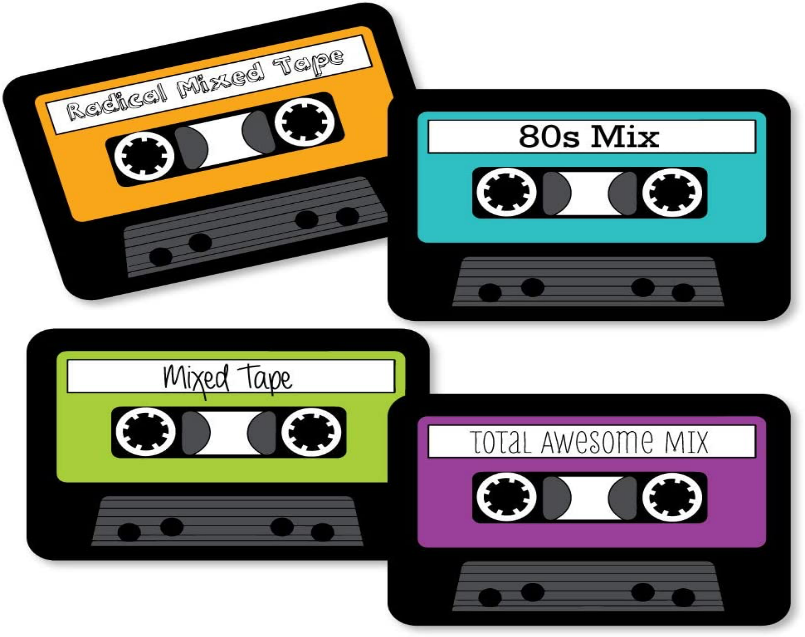 Radical Mixed Tape
80s Mix
Mixed Tape
Total Awesome Mix